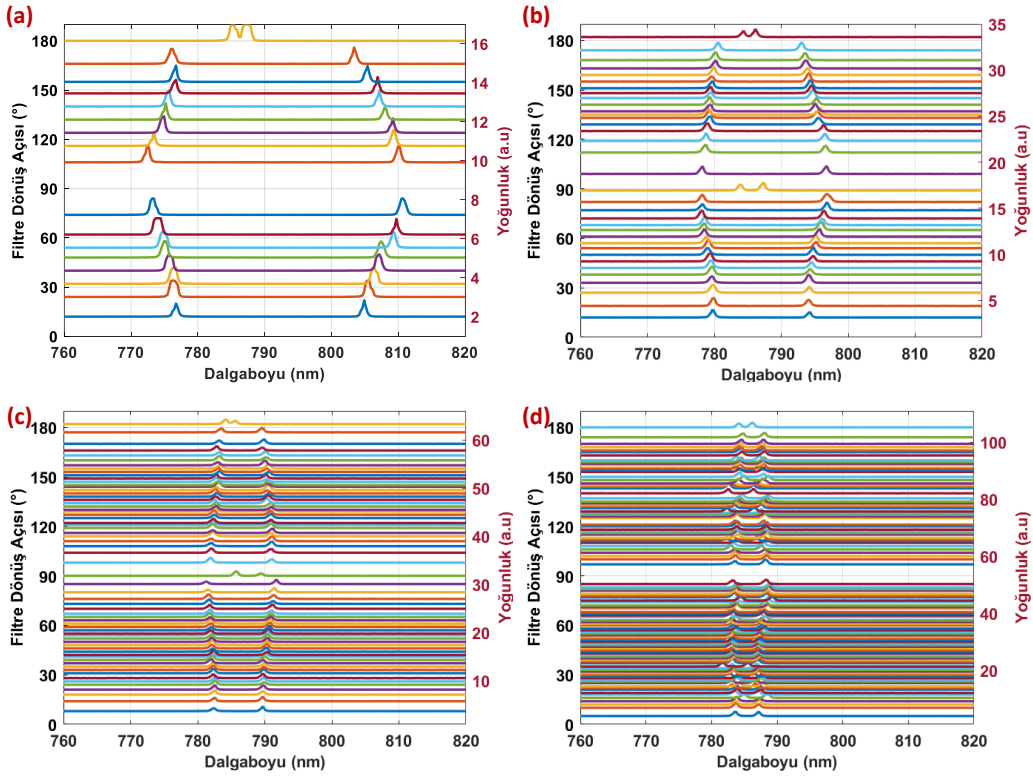 (a)
180
150
120
90
60
30
0
Filtre Dönüş Açısı (°)
16
14
12
10
8
6
4
2
Yoğunluk (a.u)
760 770 780 790 800 810 820
Dalgaboyu (nm)
(b)
180
150
120
90
60
30
0
Filtre Dönüş Açısı (°)
35
30
25
20
15
10
5
Yoğunluk (a.u)
760 770 780 790 800 810 820
Dalgaboyu (nm)
(c)
180
150
120
90
60
30
0
Filtre Dönüş Açısı (°)
60
50
40
30
20
10
Yoğunluk (a.u)
760 770 780 790 800 810 820
Dalgaboyu (nm)
(d)
180
150
120
90
60
30
0
Filtre Dönüş Açısı (°)
100
80
60
40
20
Yoğunluk (a.u)
760 770 780 790 800 810 820
Dalgaboyu (nm)